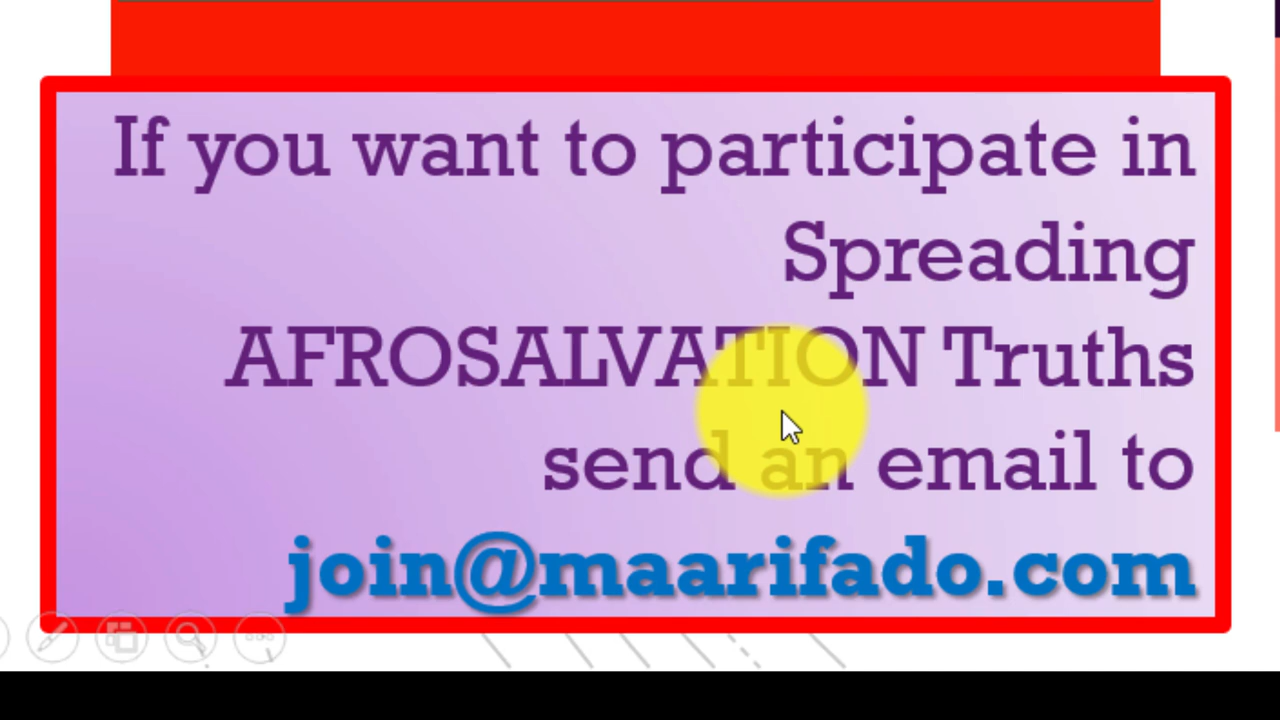 If you want to participate in
Spreading
AFROSALVATION Truths
send an email to
join@maarifado.com